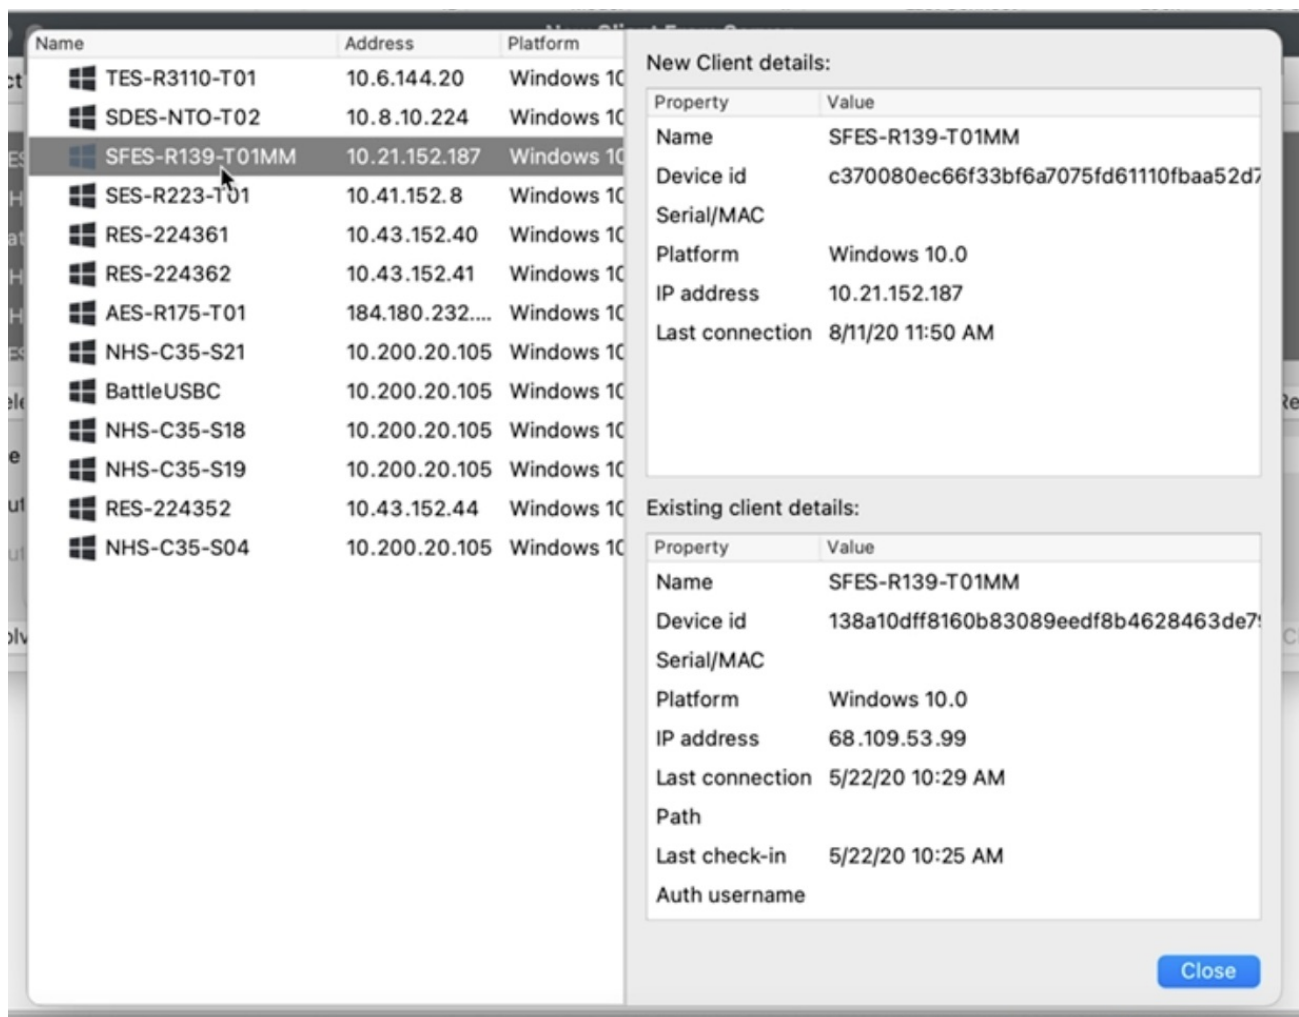 Name Address Platform
TES-R3110-T01 10.6.144.20 Windows 10
SDES-NTO-T02 10.8.10.224 Windows 10
SFES-R139-T01MM 10.21.152.187 Windows 10
SES-R223-T01 10.41.152.8 Windows 10
RES-224361 10.43.152.40 Windows 10
RES-224362 10.43.152.41 Windows 10
AES-R175-T01 184.180.232.... Windows 10
NHS-C35-S21 10.200.20.105 Windows 10
BattleUSBC 10.200.20.105 Windows 10
NHS-C35-S18 10.200.20.105 Windows 10
NHS-C35-S19 10.200.20.105 Windows 10
RES-224352 10.43.152.44 Windows 10
NHS-C35-S04 10.200.20.105 Windows 10
New Client details:
Property Value
Name SFES-R139-T01MM
Device id c370080ec66f33bf6a7075fd61110fbaa52d7
Serial/MAC
Platform Windows 10.0
IP address 10.21.152.187
Last connection 8/11/20 11:50 AM
Existing client details:
Property Value
Name SFES-R139-T01MM
Device id 138a10dff8160b83089eedf8b4628463de79
Serial/MAC
Platform Windows 10.0
IP address 68.109.53.99
Last connection 5/22/20 10:29 AM
Path
Last check-in 5/22/20 10:25 AM
Auth username
Close